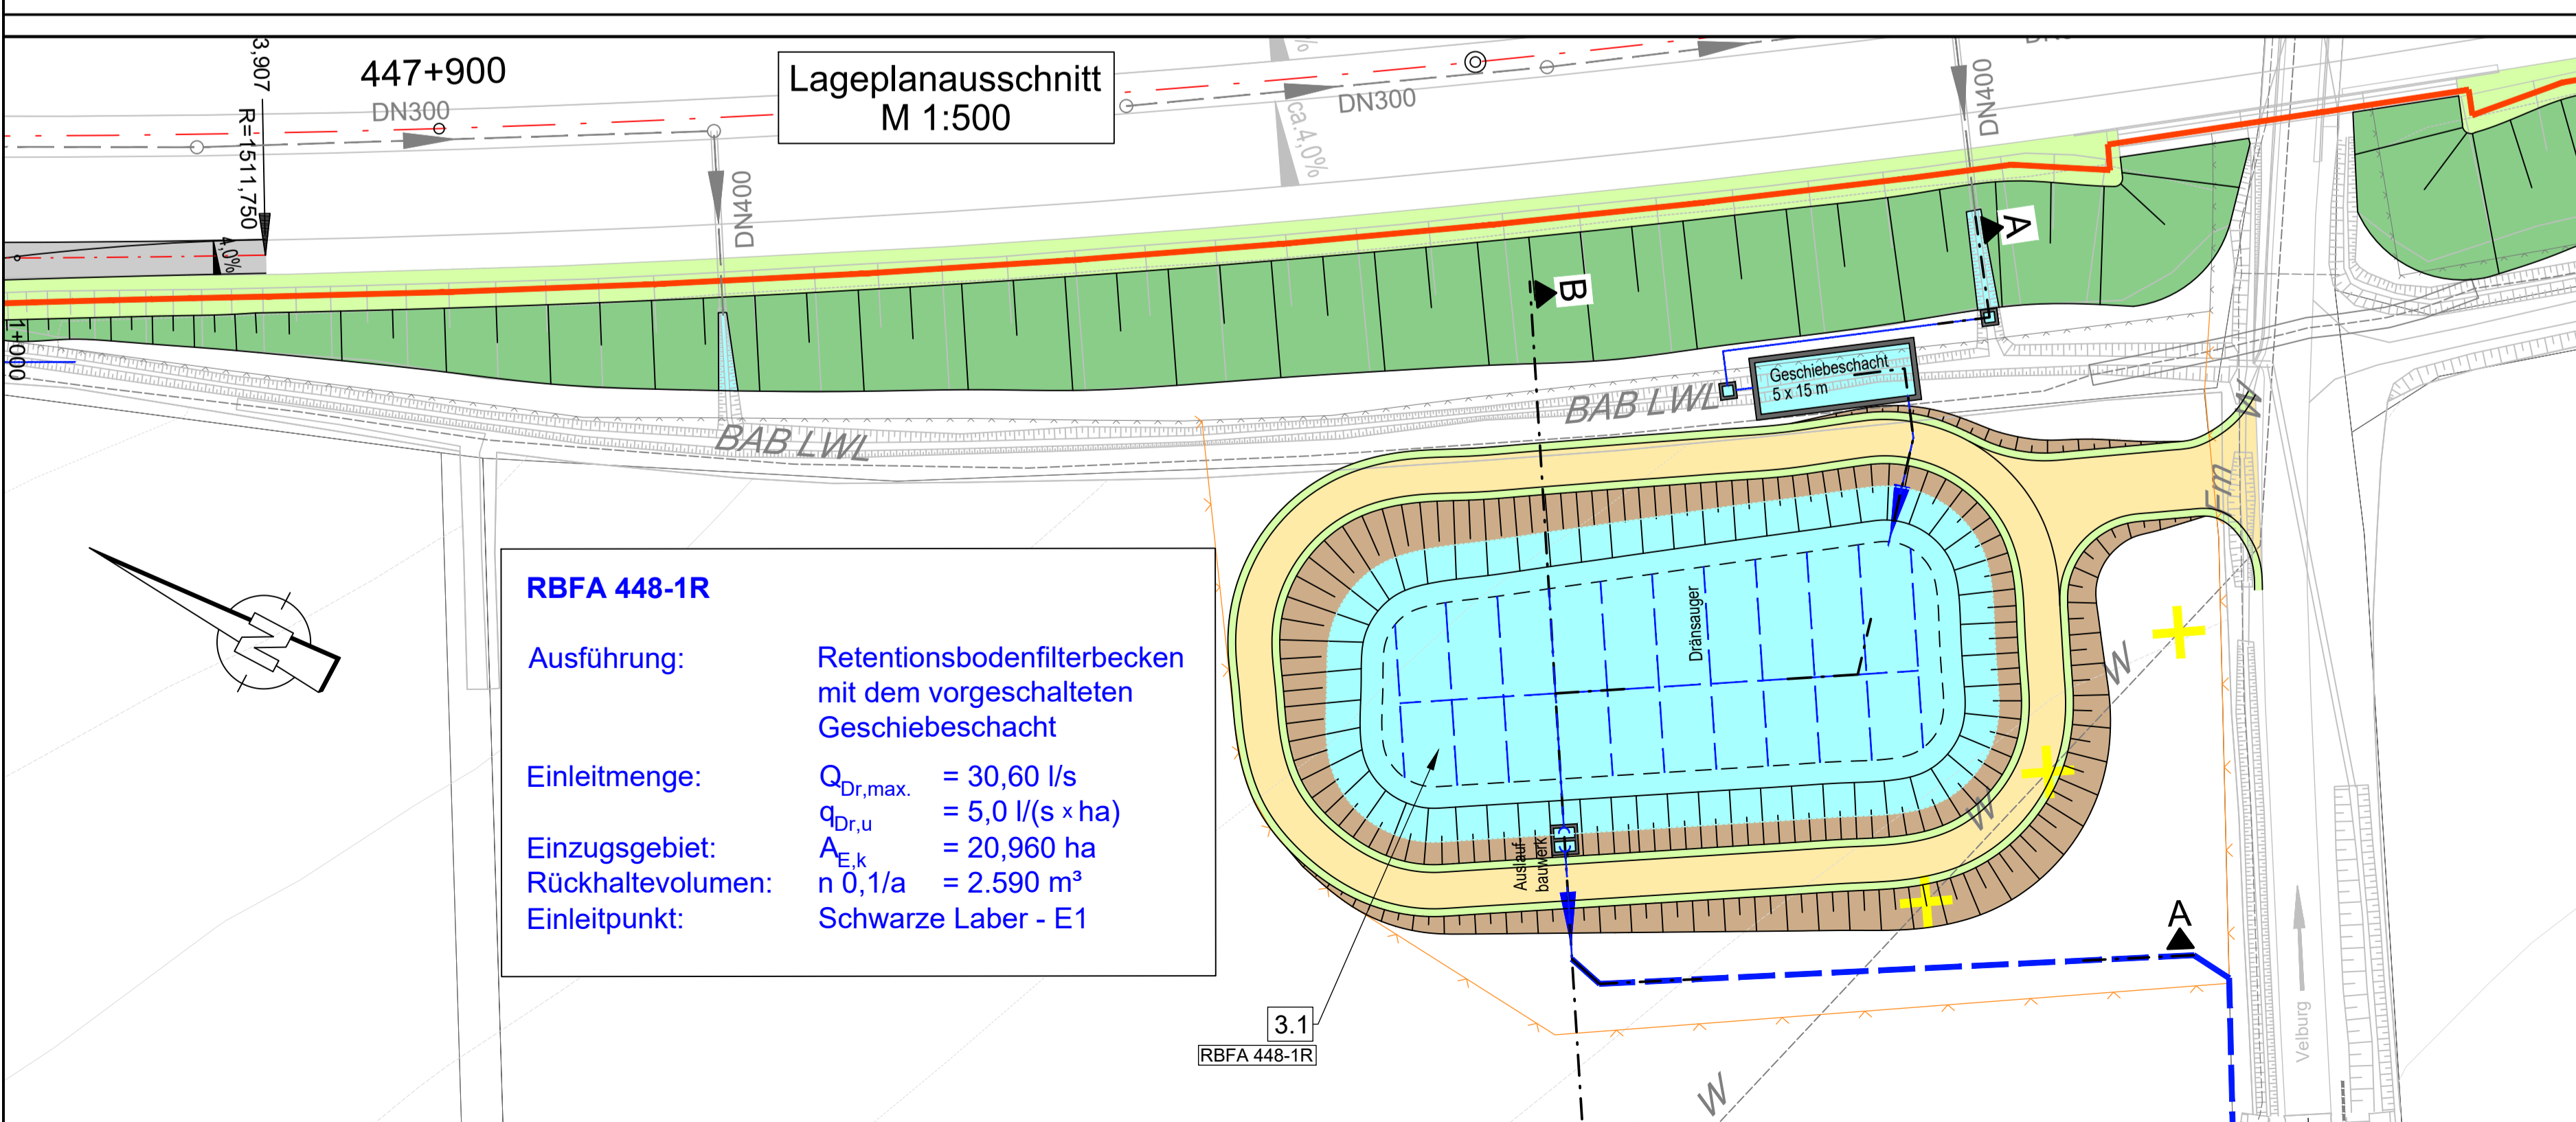 3,907
R=1511,750
447+900
DN300
Lageplanausschnitt
M 1:500
DN300
ca.4,0%
DN400
DN400
4,0%
1+000
A
B
Geschiebeschacht
5 x 15 m
BAB LWL
BAB LWL
W
Fm
N
RBFA 448-1R
Ausführung: Retentionsbodenfilterbecken
mit dem vorgeschalteten
Geschiebeschacht
Einleitmenge: QDr,max. = 30,60 l/s
qDr,u = 5,0 l/(s x ha)
Einzugsgebiet: AE,k = 20,960 ha
Rückhaltevolumen: n 0,1/a = 2.590 m³
Einleitpunkt: Schwarze Laber - E1
Dränsauger
W
W
Auslauf
bauwerk
A
3.1
RBFA 448-1R
Velburg
W